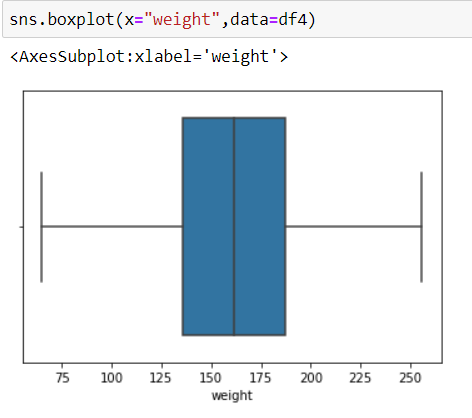 sns.boxplot(x="weight",data=df4)
<AxesSubplot:xlabel='weight'>
75 100 125 150 175 200 225 250
weight